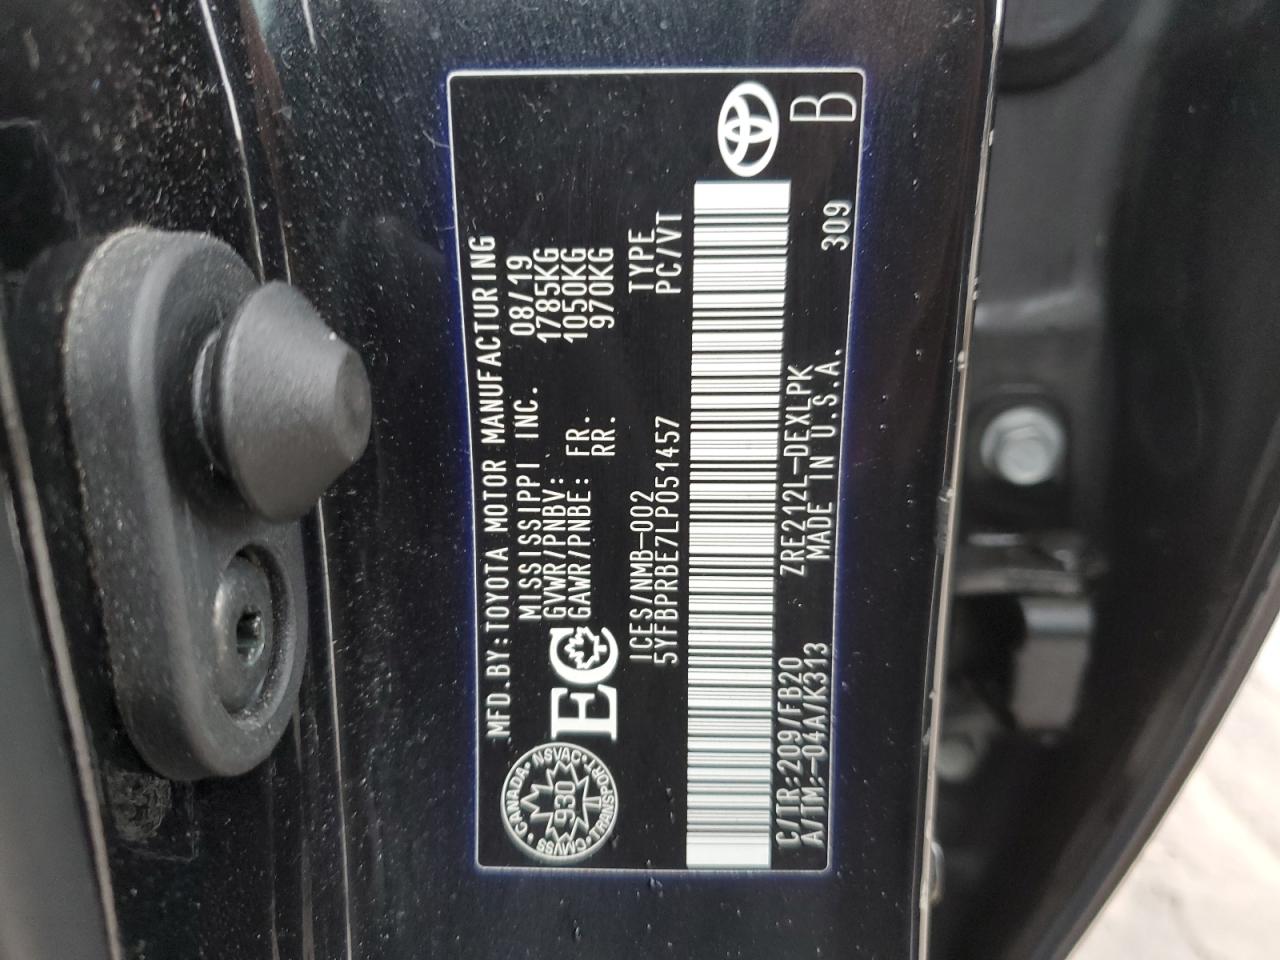 MFD.BY:TOYOTA MOTOR MANUFACTURING
MISSISSIPPI INC. 08/19
GVWR/PNBV: 1785KG
GAWR/PNBE: FR. 1050KG
RR. 970KG
CANADA
NSVAC
930
TRANSPORT
CMVSS
EC
ICES/NMB-002 TYPE
5YFBPRBE7LP051457 PC/VT
C/TR:209/FB20 ZRE212L-DEXLPK
A/TM:-04A/K313 MADE IN U.S.A. 309 B